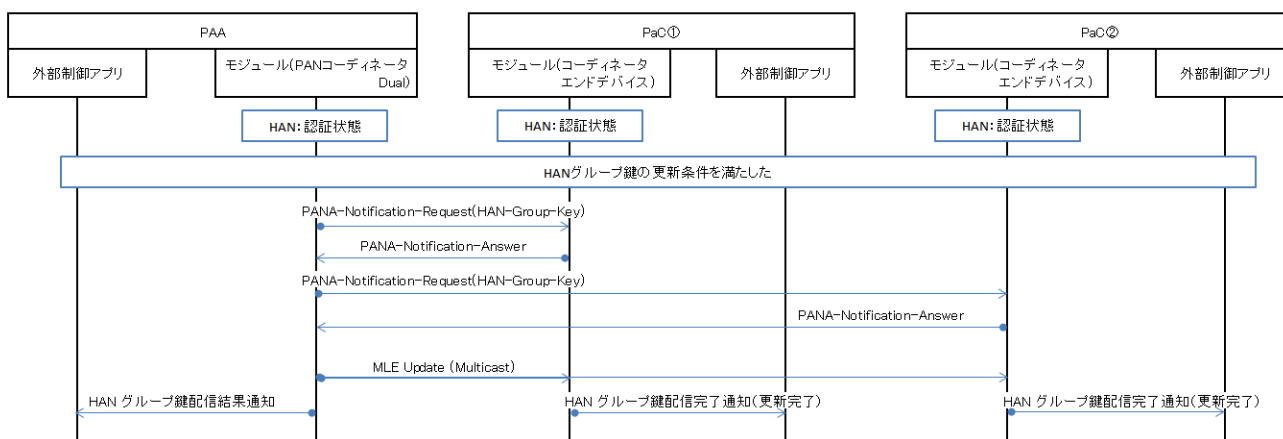 PAA
PaC①
PaC②
外部制御アプリ
モジュール(PANコーディネータ
Dual)
モジュール(コーディネータ
エンドデバイス)
外部制御アプリ
モジュール(コーディネータ
エンドデバイス)
外部制御アプリ
HAN：認証状態
HAN：認証状態
HAN：認証状態
HANグループ鍵の更新条件を満たした
PANA-Notification-Request(HAN-Group-Key)
PANA-Notification-Answer
PANA-Notification-Request(HAN-Group-Key)
PANA-Notification-Answer
MLE Update (Multicast)
HAN グループ鍵配信結果通知
HAN グループ鍵配信完了通知(更新完了)
HAN グループ鍵配信完了通知(更新完了)